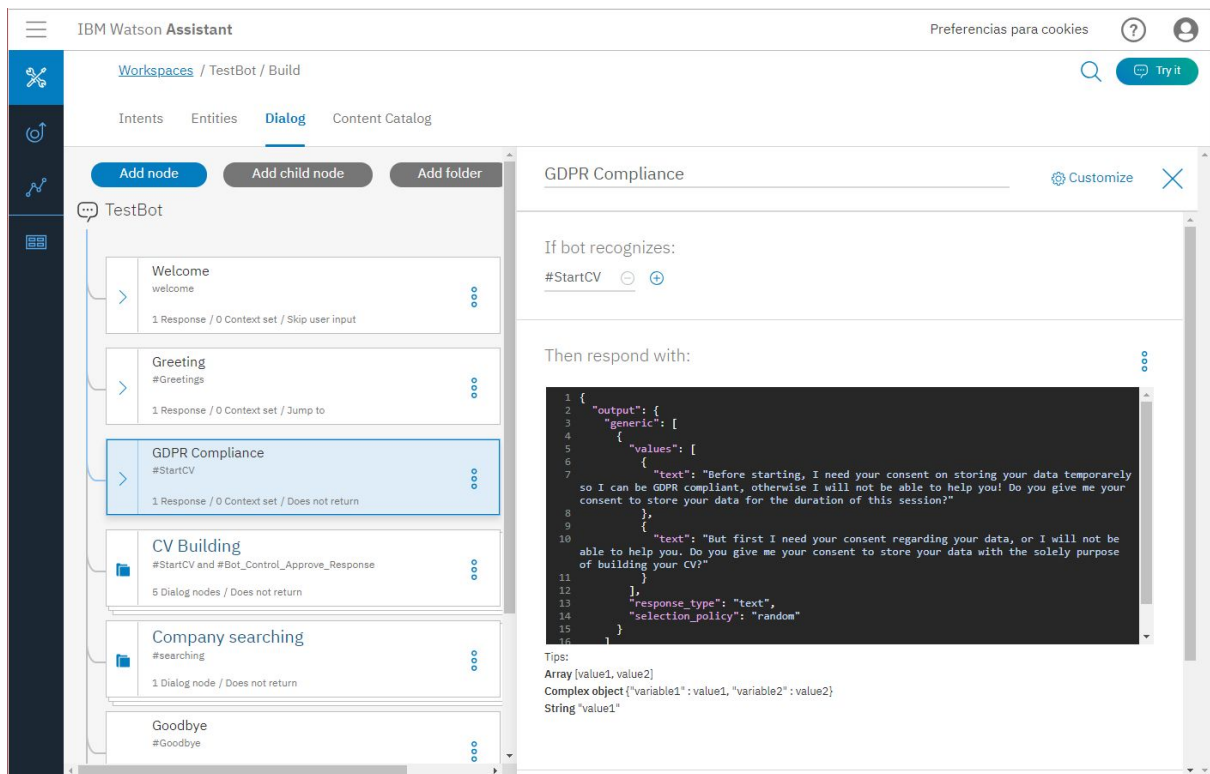 IBM Watson Assistant
Preferencias para cookies
?
Workspaces / TestBot / Build
Try it
Intents Entities Dialog Content Catalog
Add node Add child node Add folder
TestBot
Welcome
welcome
1 Response / 0 Context set / Skip user input
Greeting
#Greetings
1 Response / 0 Context set / Jump to
GDPR Compliance
#StartCV
1 Response / 0 Context set / Does not return
CV Building
#StartCV and #Bot_Control_Approve_Response
5 Dialog nodes / Does not return
Company searching
#searching
1 Dialog node / Does not return
Goodbye
#Goodbye
GDPR Compliance
Customize
If bot recognizes:
#StartCV
Then respond with:
1 {
2 "output": {
3 "generic": [
4 {
5 "values": [
6 {
7 "text": "Before starting, I need your consent on storing your data temporarely
so I can be GDPR compliant, otherwise I will not be able to help you! Do you give me your
consent to store your data for the duration of this session?"
8 },
9 {
10 "text": "But first I need your consent regarding your data, or I will not be
able to help you. Do you give me your consent to store your data with the solely purpose
of building your CV?"
11 }
12 ],
13 "response_type": "text",
14 "selection_policy": "random"
15 }
16 ]
Tips:
Array [value1, value2]
Complex object {"variable1" : value1, "variable2" : value2}
String "value1"